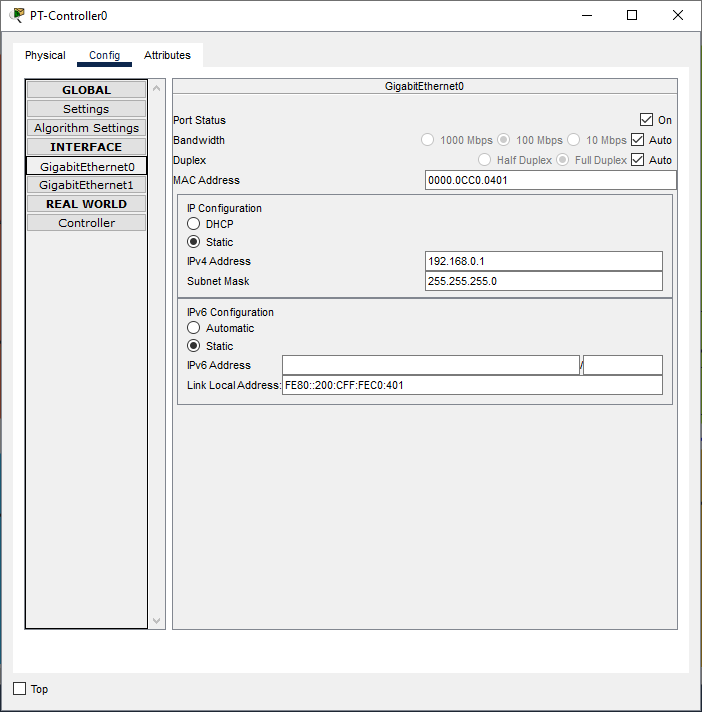 PT-Controller0
Physical Config Attributes
GLOBAL
Settings
Algorithm Settings
INTERFACE
GigabitEthernet0
GigabitEthernet1
REAL WORLD
Controller
GigabitEthernet0
Port Status On
Bandwidth 1000 Mbps 100 Mbps 10 Mbps Auto
Duplex Half Duplex Full Duplex Auto
MAC Address 0000.0CC0.0401
IP Configuration
DHCP
Static
IPv4 Address 192.168.0.1
Subnet Mask 255.255.255.0
IPv6 Configuration
Automatic
Static
IPv6 Address /
Link Local Address: FE80::200:CFF:FEC0:401
Top